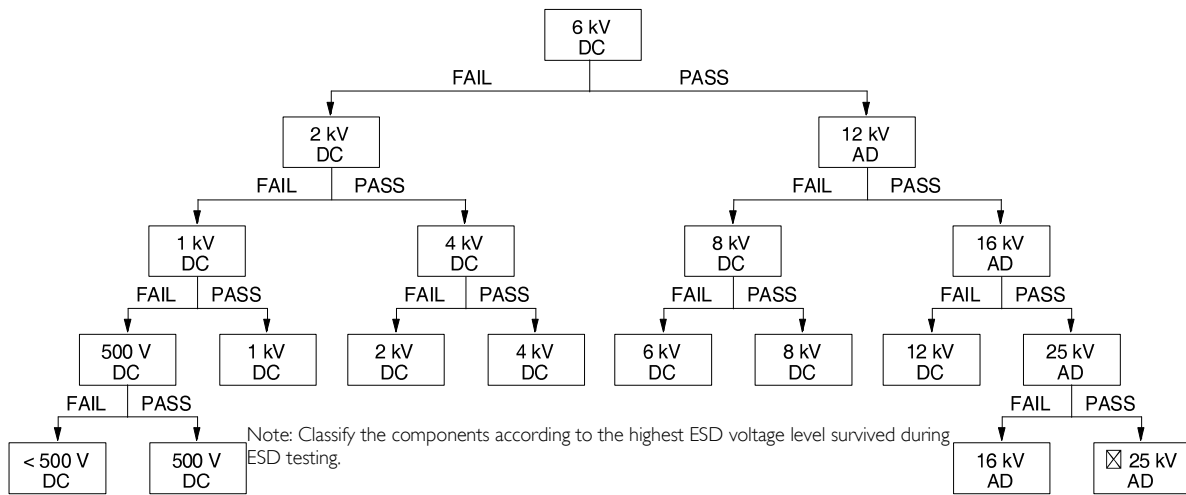 6 kV
DC
FAIL PASS
2 kV
DC
12 kV
AD
FAIL PASS
FAIL PASS
1 kV
DC
4 kV
DC
8 kV
DC
16 kV
AD
FAIL PASS
FAIL PASS
FAIL PASS
FAIL PASS
500 V
DC
1 kV
DC
2 kV
DC
4 kV
DC
6 kV
DC
8 kV
DC
12 kV
DC
25 kV
AD
FAIL PASS
FAIL PASS
< 500 V
DC
500 V
DC
Note: Classify the components according to the highest ESD voltage level survived during
ESD testing.
16 kV
AD
25 kV
AD